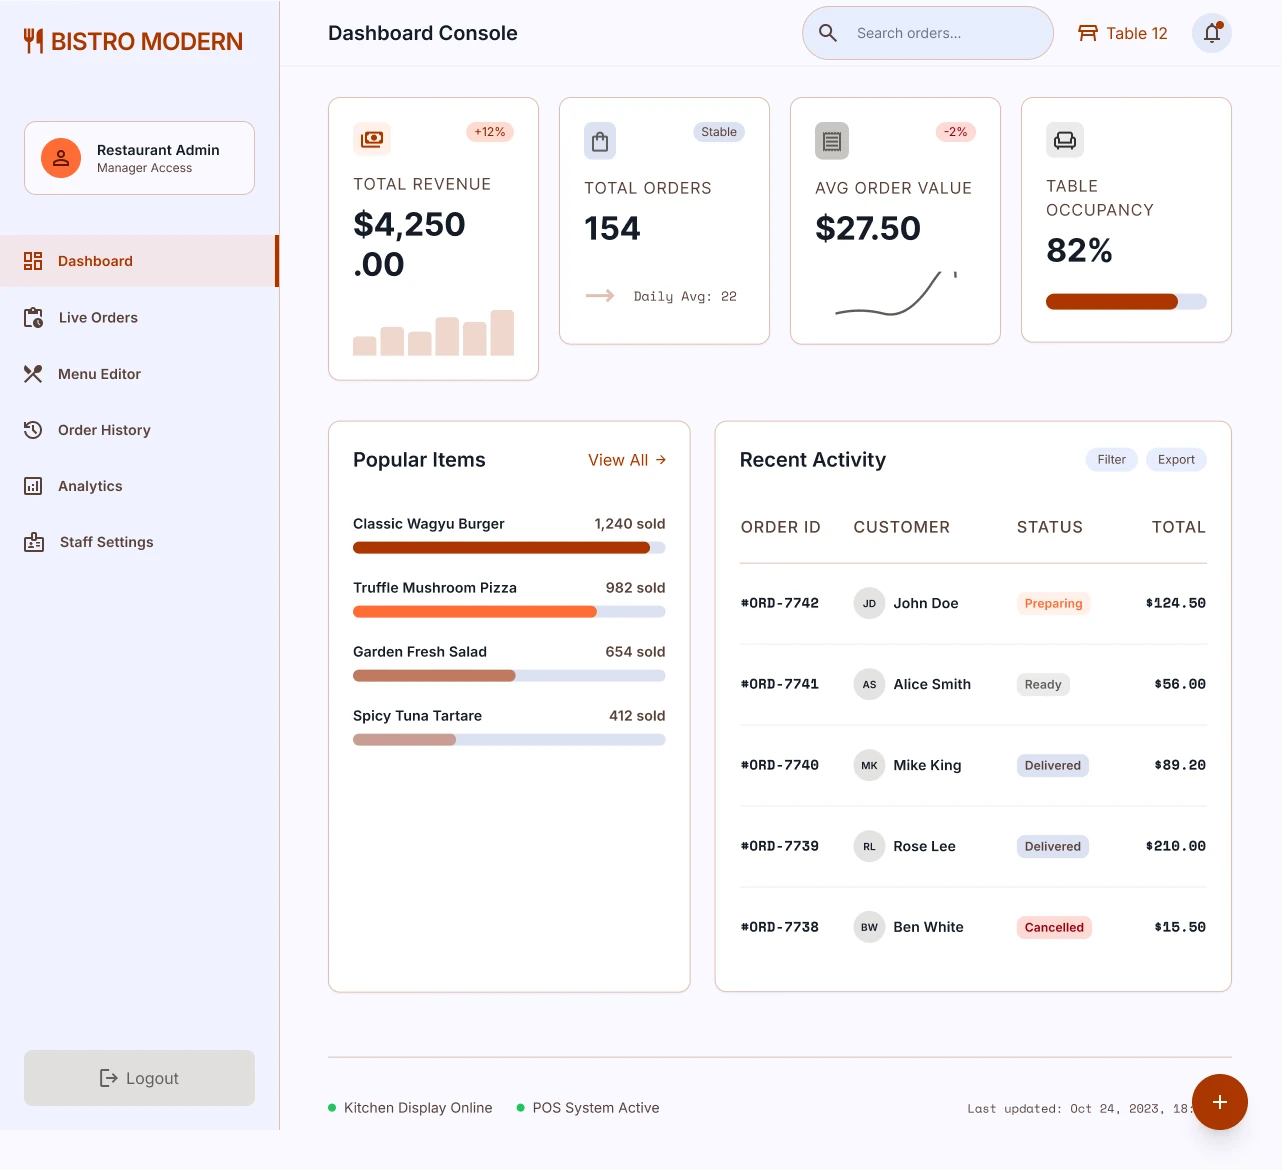 BISTRO MODERN
Restaurant Admin
Manager Access
Dashboard
Live Orders
Menu Editor
Order History
Analytics
Staff Settings
Logout
Dashboard Console
Search orders...
Table 12
+12%
TOTAL REVENUE
$4,250
.00
Stable
TOTAL ORDERS
154
Daily Avg: 22
-2%
AVG ORDER VALUE
$27.50
TABLE
OCCUPANCY
82%
Popular Items
View All
Classic Wagyu Burger 1,240 sold
Truffle Mushroom Pizza 982 sold
Garden Fresh Salad 654 sold
Spicy Tuna Tartare 412 sold
Recent Activity
Filter
Export
ORDER ID CUSTOMER STATUS TOTAL
#ORD-7742 JD John Doe Preparing $124.50
#ORD-7741 AS Alice Smith Ready $56.00
#ORD-7740 MK Mike King Delivered $89.20
#ORD-7739 RL Rose Lee Delivered $210.00
#ORD-7738 BW Ben White Cancelled $15.50
Kitchen Display Online
POS System Active
Last updated: Oct 24, 2023, 18: